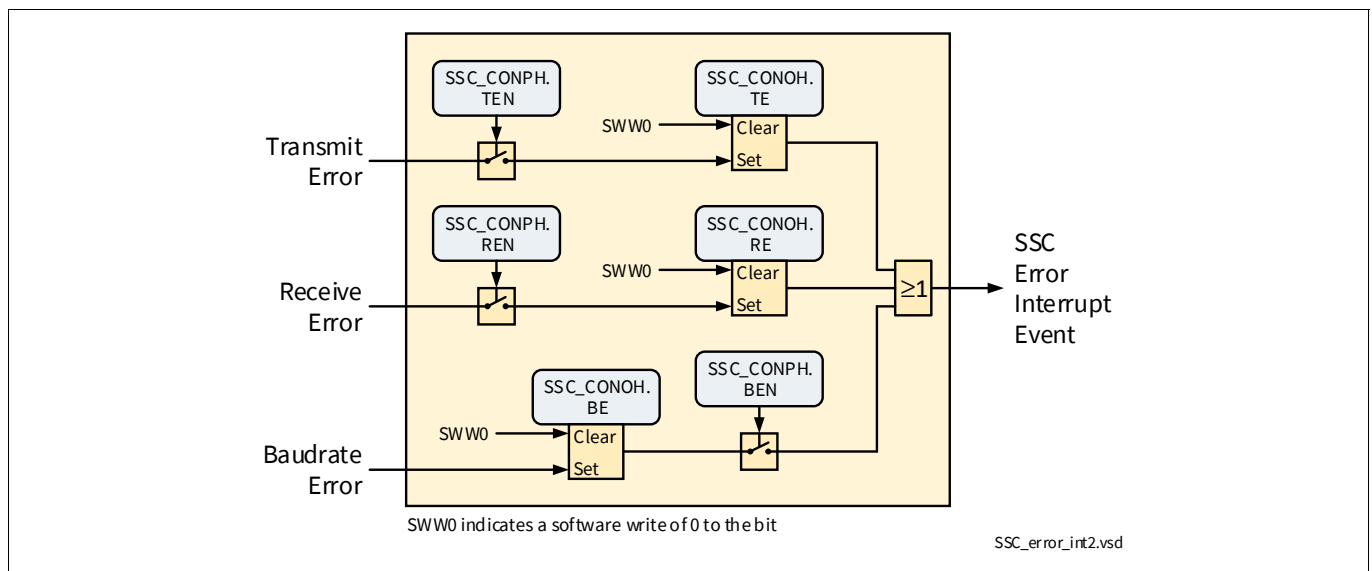 SSC_CONPH.
TEN
SSC_CONOH.
TE
SWW0
Clear
Set
Transmit
Error
SSC_CONPH.
REN
SSC_CONOH.
RE
SWW0
Clear
Set
Receive
Error
≥1
SSC
Error
Interrupt
Event
SSC_CONPH.
BEN
SSC_CONOH.
BE
SWW0
Clear
Set
Baudrate
Error
SWW0 indicates a software write of 0 to the bit
SSC_error_int2.vsd